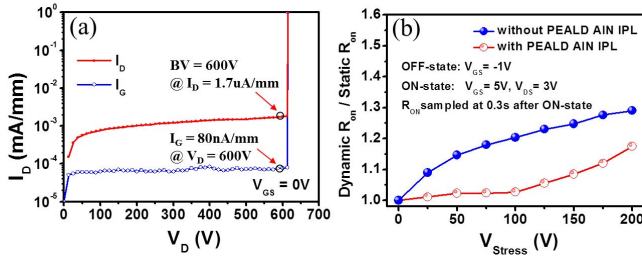 (a)
I_D (mA/mm)
10^0
10^-1
10^-2
10^-3
10^-4
10^-5
I_D
I_G
BV = 600V
@ I_D = 1.7uA/mm
I_G = 80nA/mm
@ V_D = 600V
V_GS = 0V
0 100 200 300 400 500 600 700
V_D (V)
(b)
Dynamic R_on / Static R_on
1.5
1.4
1.3
1.2
1.1
1.0
without PEALD AlN IPL
with PEALD AlN IPL
OFF-state: V_GS = -1V
ON-state: V_GS = 5V, V_DS = 3V
R_ON sampled at 0.3s after ON-state
0 25 50 75 100 125 150 175 200
V_Stress (V)